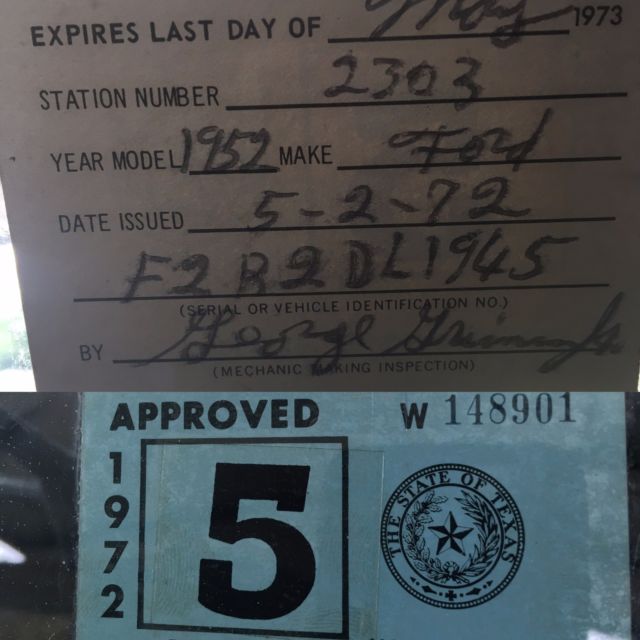 EXPIRES LAST DAY OF May 1973
STATION NUMBER 2303
YEAR MODEL 1952 MAKE Ford
DATE ISSUED 5-2-72
F2R2DL1945
(SERIAL OR VEHICLE IDENTIFICATION NO.)
BY George
(MECHANIC MAKING INSPECTION)
APPROVED W 148901
1972
5
THE STATE OF TEXAS